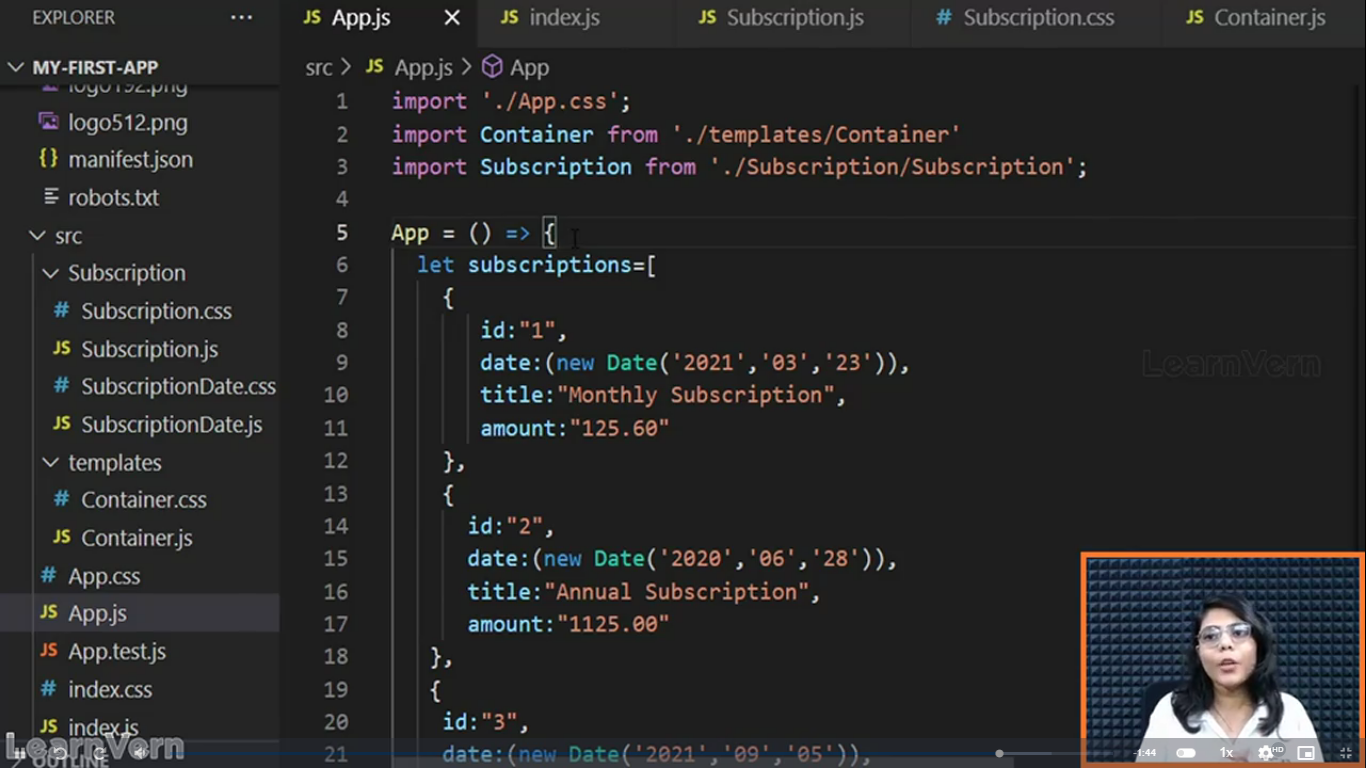 EXPLORER
MY-FIRST-APP
logo192.png
logo512.png
{} manifest.json
robots.txt
src
Subscription
# Subscription.css
JS Subscription.js
# SubscriptionDate.css
JS SubscriptionDate.js
templates
# Container.css
JS Container.js
# App.css
JS App.js
JS App.test.js
# index.css
JS index.js
OUTLINE
JS App.js
JS index.js
JS Subscription.js
# Subscription.css
JS Container.js
src > JS App.js > App
1 import './App.css';
2 import Container from './templates/Container'
3 import Subscription from './Subscription/Subscription';
4
5 App = () => {
6 let subscriptions=[
7 {
8 id:"1",
9 date:(new Date('2021','03','23')),
10 title:"Monthly Subscription",
11 amount:"125.60"
12 },
13 {
14 id:"2",
15 date:(new Date('2020','06','28')),
16 title:"Annual Subscription",
17 amount:"1125.00"
18 },
19 {
20 id:"3",
21 date:(new Date('2021','09','05')),
LearnVern
LearnVern
-1:44
1x
HD